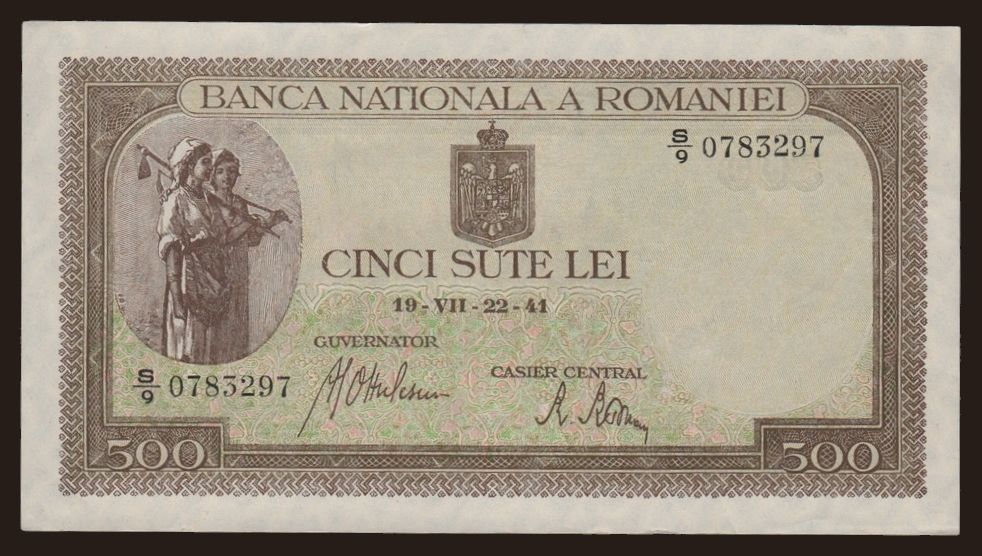 BANCA NATIONALA A ROMANIEI
S/9 0783297
CINCI SUTE LEI
19-VII-22-41
GUVERNATOR
CASIER CENTRAL
S/9 0783297
500 500